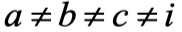 a ≠ b ≠ c ≠ i